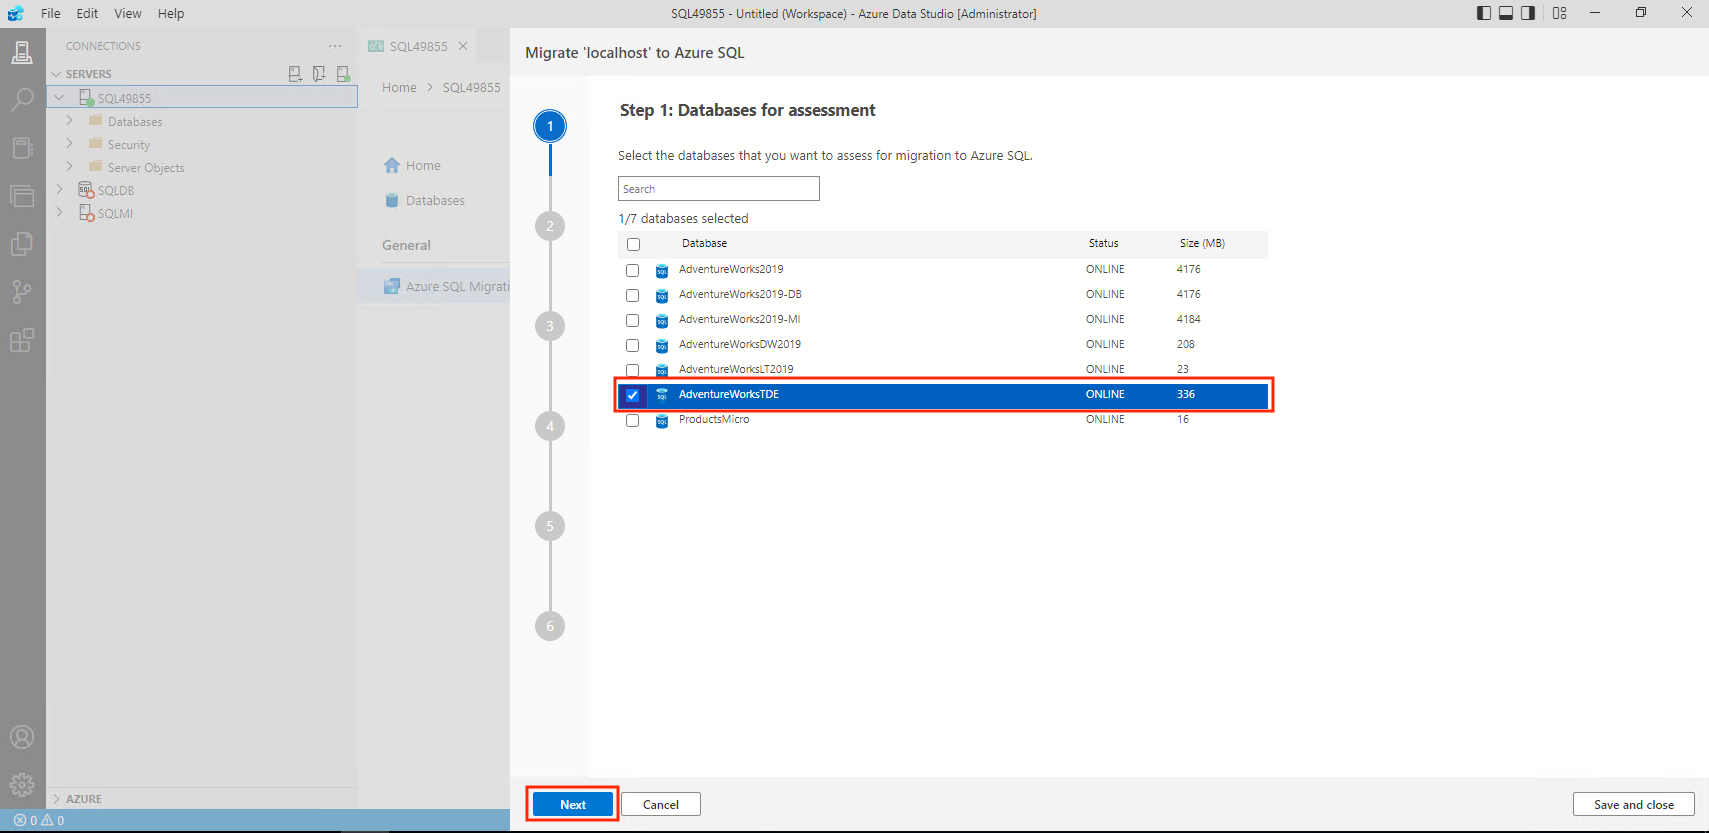 File Edit View Help
SQL49855 - Untitled (Workspace) - Azure Data Studio [Administrator]
CONNECTIONS
SERVERS
SQL49855
Databases
Security
Server Objects
SQLDB
SQLMI
AZURE
0 0
SQL49855
Home > SQL49855
Home
Databases
General
Azure SQL Migrati
Migrate 'localhost' to Azure SQL
1
2
3
4
5
6
Step 1: Databases for assessment
Select the databases that you want to assess for migration to Azure SQL.
Search
1/7 databases selected
Database Status Size (MB)
AdventureWorks2019 ONLINE 4176
AdventureWorks2019-DB ONLINE 4176
AdventureWorks2019-MI ONLINE 4184
AdventureWorksDW2019 ONLINE 208
AdventureWorksLT2019 ONLINE 23
AdventureWorksTDE ONLINE 336
ProductsMicro ONLINE 16
Next Cancel Save and close